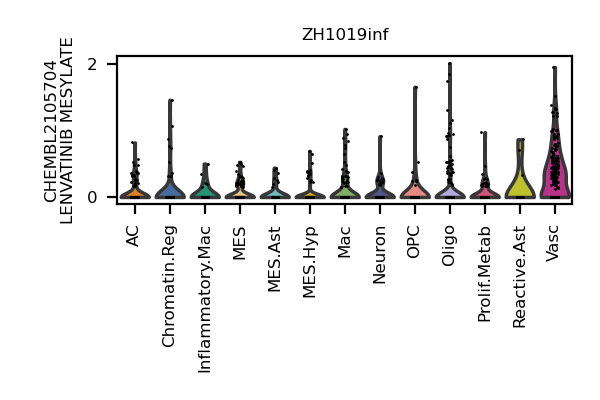 ZH1019inf
CHEMBL2105704
LENVATINIB MESYLATE
2
0
AC
Chromatin.Reg
Inflammatory.Mac
MES
MES.Ast
MES.Hyp
Mac
Neuron
OPC
Oligo
Prolif.Metab
Reactive.Ast
Vasc